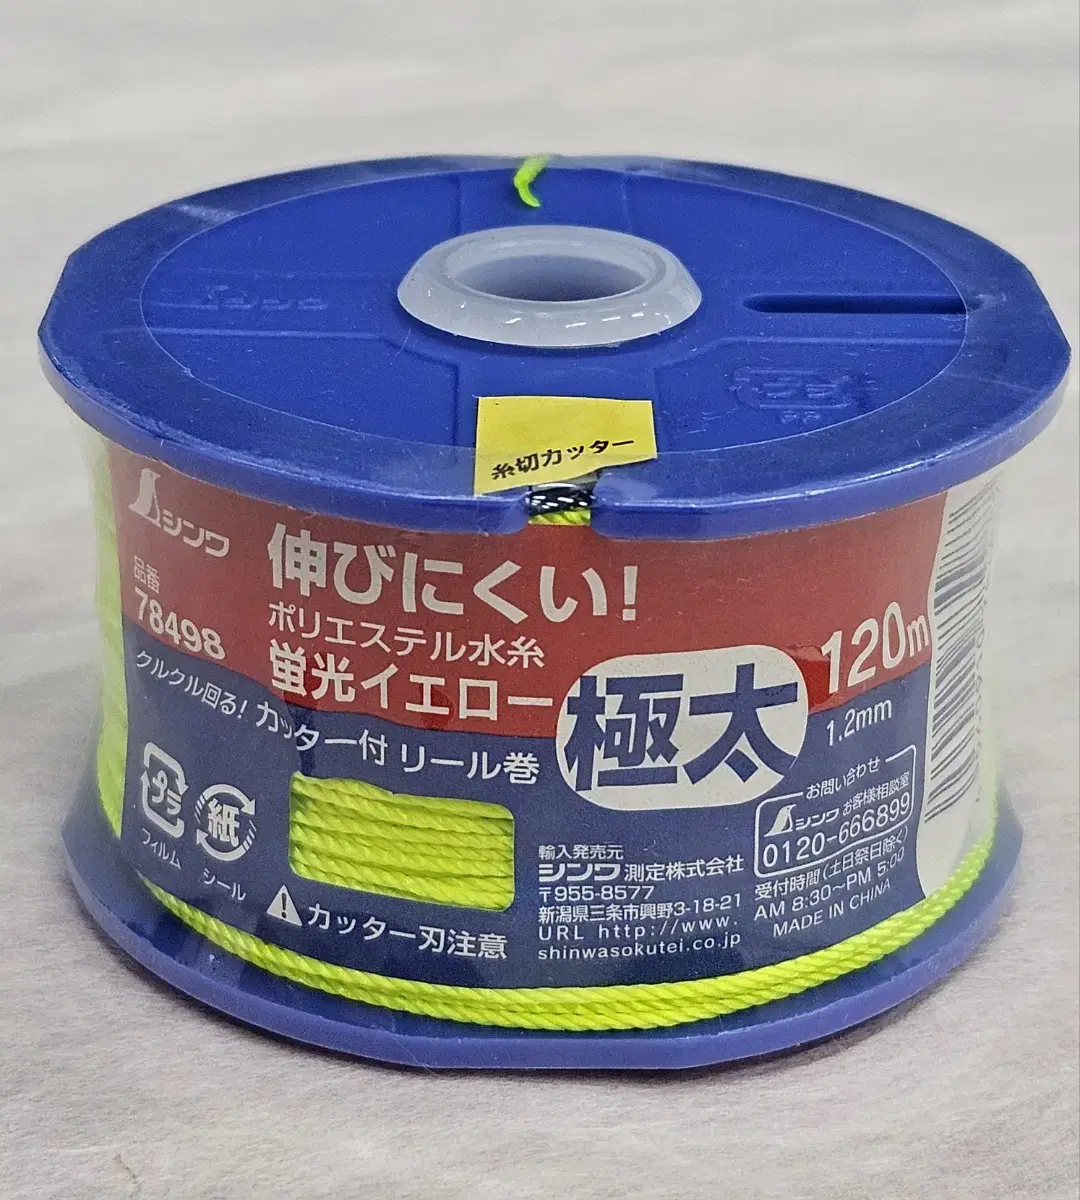 シンワ
糸切カッター
シンワ
品番
78498
伸びにくい!
ポリエステル水糸
蛍光イエロー
極太
120m
1.2mm
クルクル回る! カッター付 リール巻
プラ
フィルム
紙
シール
カッター刃注意
輸入発売元
シンワ測定株式会社
〒955-8577
新潟県三条市興野3-18-21
URL http://www.
shinwasokutei.co.jp
お問い合わせ
シンワお客様相談室
0120-666899
受付時間(土日祭日除く)
AM 8:30~PM 5:00
MADE IN CHINA